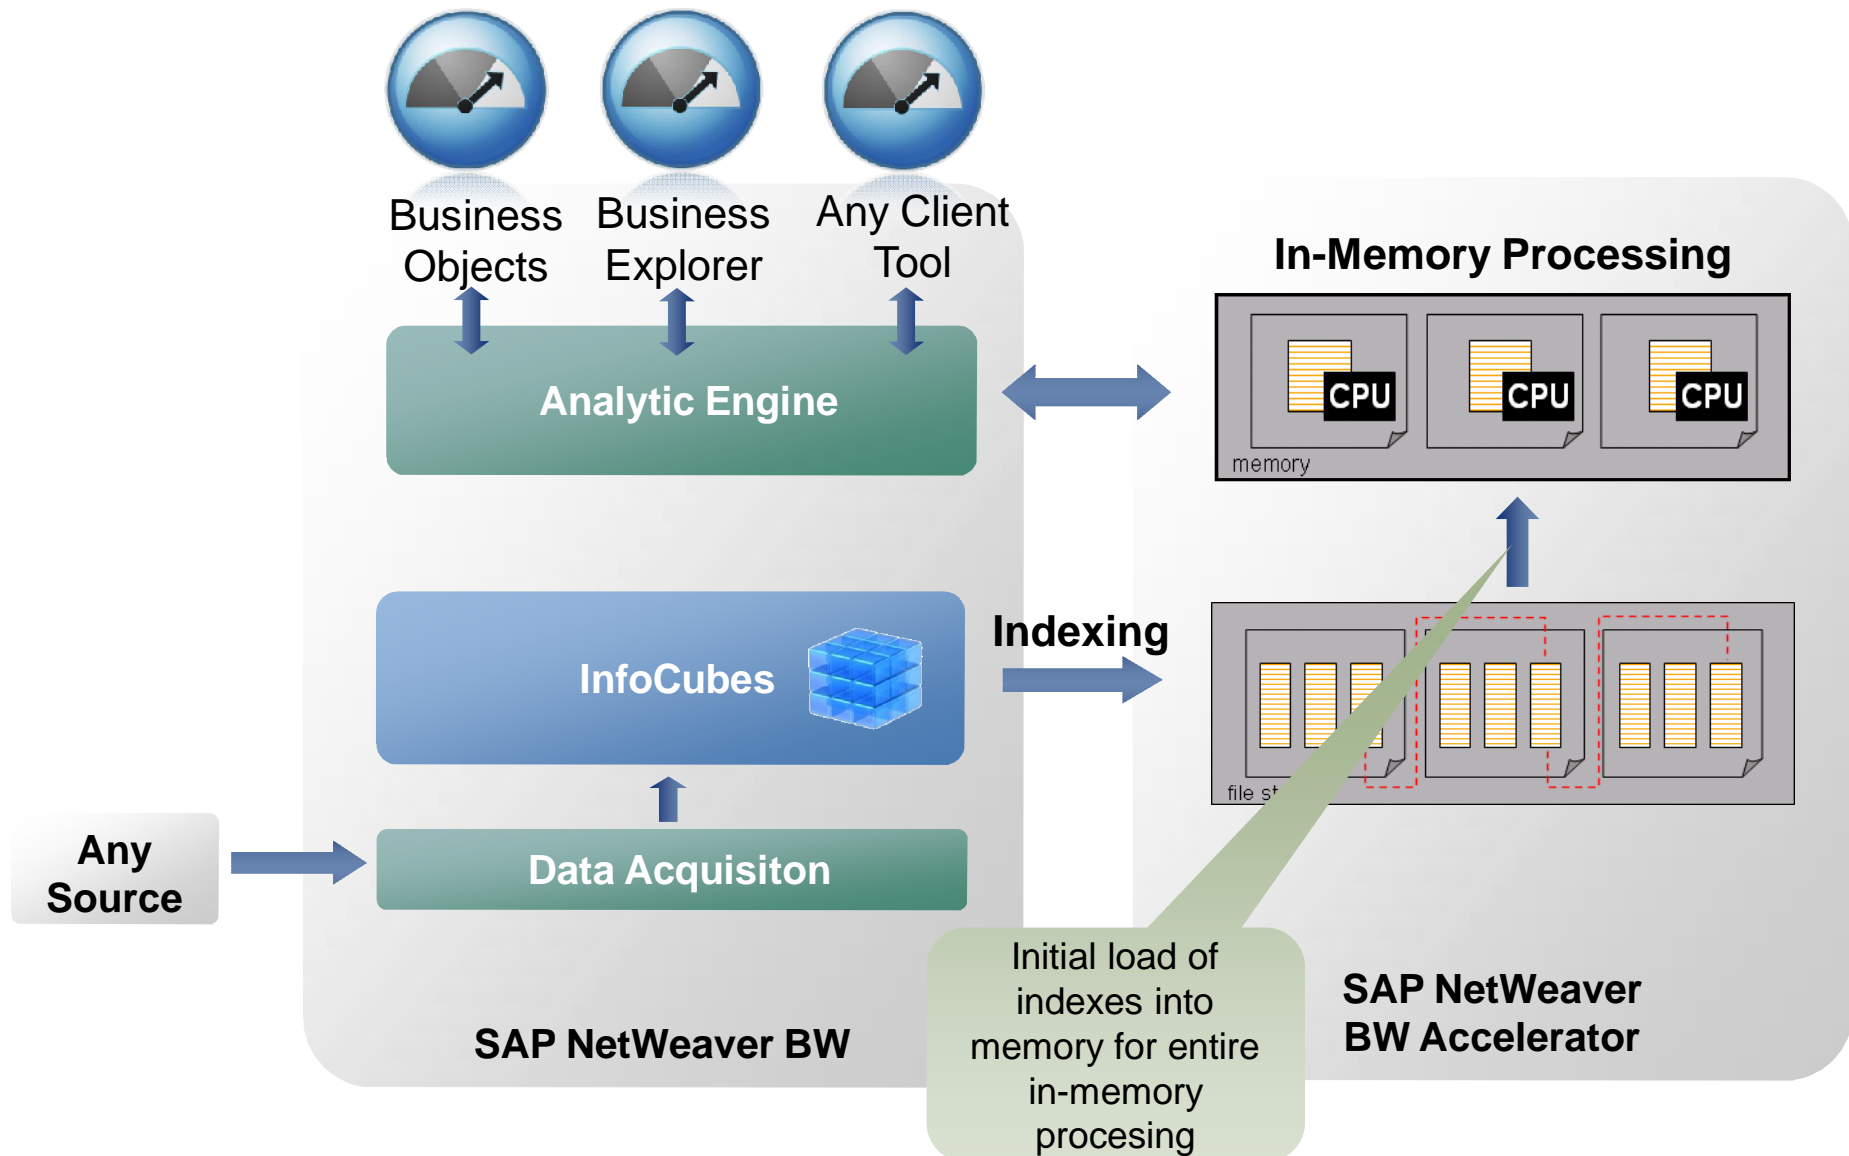 Business
Objects
Business
Explorer
Any Client
Tool
In-Memory Processing
Analytic Engine
CPU
CPU
CPU
memory
InfoCubes
Indexing
file st
Any
Source
Data Acquisiton
SAP NetWeaver BW
Initial load of
indexes into
memory for entire
in-memory
procesing
SAP NetWeaver
BW Accelerator